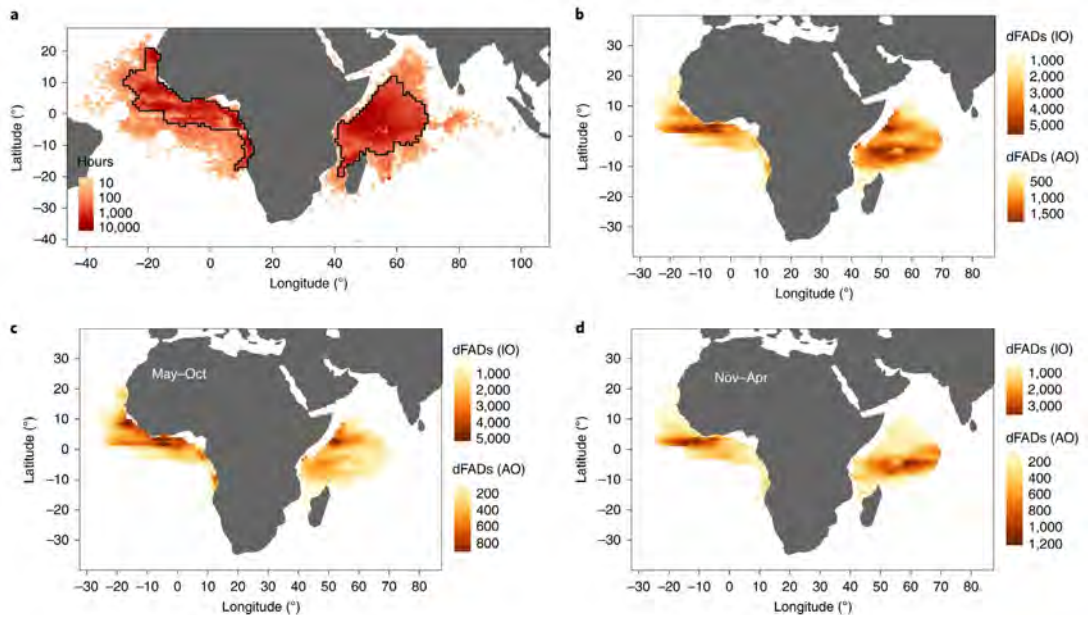 a
20
10
0
−10
−20
−30
−40
Latitude (°)
Hours
10
100
1,000
10,000
−40 −20 0 20 40 60 80 100
Longitude (°)
b
30
20
10
0
−10
−20
−30
Latitude (°)
−30 −20 −10 0 10 20 30 40 50 60 70 80
Longitude (°)
dFADs (IO)
1,000
2,000
3,000
4,000
5,000
dFADs (AO)
500
1,000
1,500
c
May–Oct
30
20
10
0
−10
−20
−30
Latitude (°)
−30 −20 −10 0 10 20 30 40 50 60 70 80
Longitude (°)
dFADs (IO)
1,000
2,000
3,000
4,000
5,000
dFADs (AO)
200
400
600
800
d
Nov–Apr
30
20
10
0
−10
−20
−30
Latitude (°)
−30 −20 −10 0 10 20 30 40 50 60 70 80
Longitude (°)
dFADs (IO)
1,000
2,000
3,000
dFADs (AO)
200
400
600
800
1,000
1,200